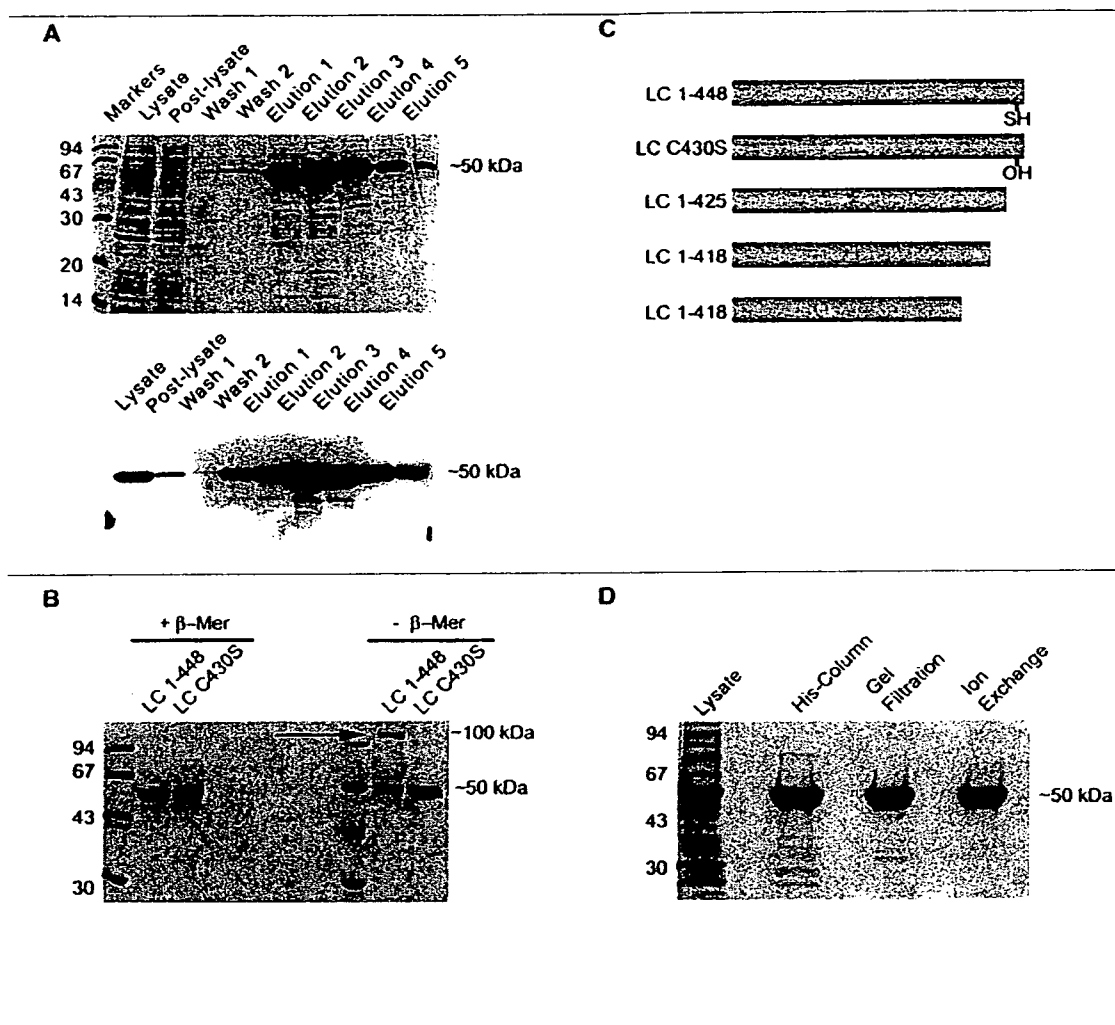 A
Markers
Lysate
Post-lysate
Wash 1
Wash 2
Elution 1
Elution 2
Elution 3
Elution 4
Elution 5
94
67
43
30
20
14
~50 kDa
Lysate
Post-lysate
Wash 1
Wash 2
Elution 1
Elution 2
Elution 3
Elution 4
Elution 5
~50 kDa
C
LC 1-448
SH
LC C430S
OH
LC 1-425
LC 1-418
LC 1-418
B
+ β-Mer
- β-Mer
LC 1-448
LC C430S
LC 1-448
LC C430S
94
67
43
30
~100 kDa
~50 kDa
D
Lysate
His-Column
Gel
Filtration
Ion
Exchange
94
67
43
30
~50 kDa